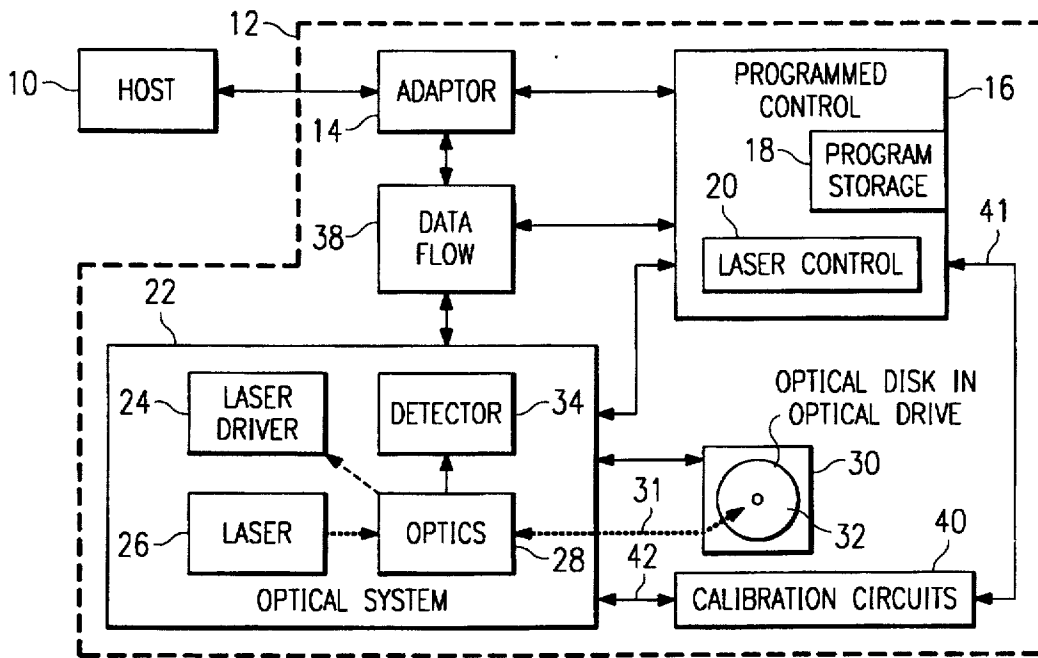 12
10
HOST
ADAPTOR
14
PROGRAMMED
CONTROL
16
18
PROGRAM
STORAGE
20
LASER CONTROL
41
38
DATA
FLOW
22
24
LASER
DRIVER
DETECTOR
34
OPTICAL DISK IN
OPTICAL DRIVE
30
32
31
26
LASER
OPTICS
28
OPTICAL SYSTEM
42
40
CALIBRATION CIRCUITS